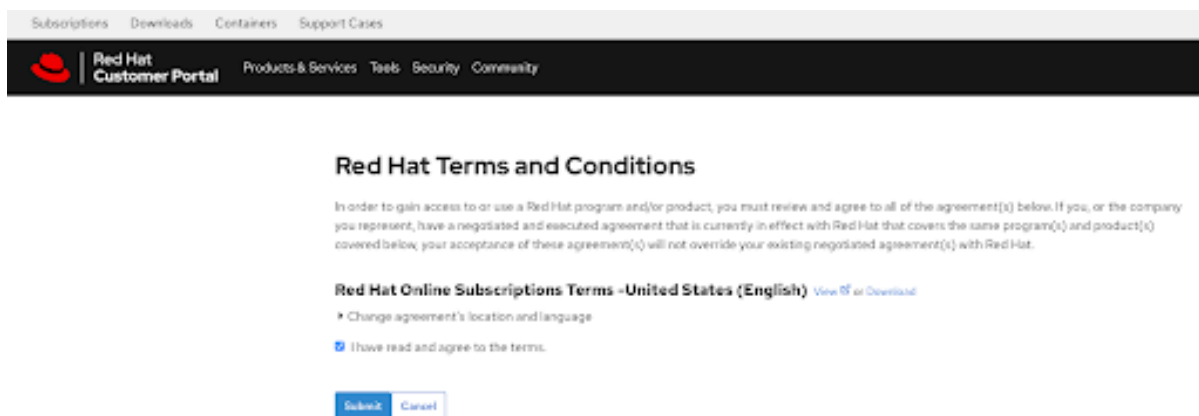 Subscriptions Downloads Containers Support Cases
Red Hat
Customer Portal
Products & Services Tools Security Community
Red Hat Terms and Conditions
In order to gain access to or use a Red Hat program and/or product, you must review and agree to all of the agreement(s) below. If you, or the company
you represent, have a negotiated and executed agreement that is currently in effect with Red Hat that covers the same program(s) and product(s)
covered below, your acceptance of these agreement(s) will not override your existing negotiated agreement(s) with Red Hat.
Red Hat Online Subscriptions Terms -United States (English) View or Download
Change agreement's location and language
I have read and agree to the terms.
Submit Cancel